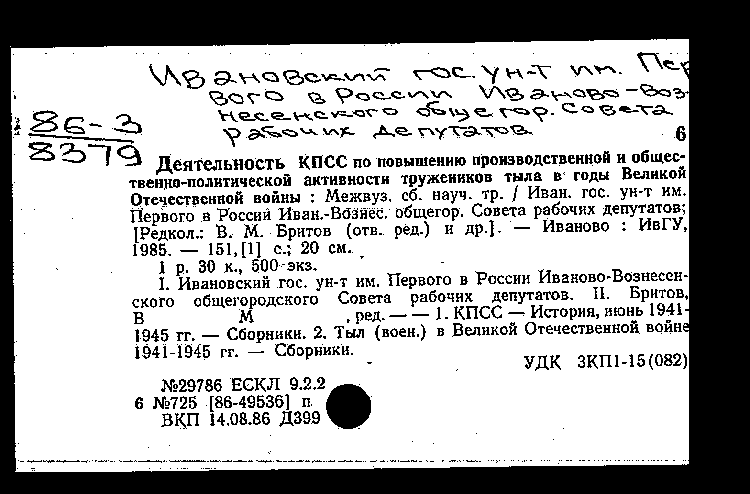 Ивановский гос. ун-т им. Пер
вого в России Иваново-Воз-
несенского общегор. Совета
рабочих депутатов
86-3
8379
6
Деятельность КПСС по повышению производственной и общес-
твенно-политической активности тружеников тыла в годы Великой
Отечественной войны : Межвуз. сб. науч. тр. / Иван. гос. ун-т им.
Первого в России Иван.-Вознес. общегор. Совета рабочих депутатов;
[Редкол.: В. М. Бритов (отв. ред.) и др.]. — Иваново : ИвГУ,
1985. — 151,[1] с.; 20 см.
1 р. 30 к., 500 экз.
I. Ивановский гос. ун-т им. Первого в России Иваново-Вознесен-
ского общегородского Совета рабочих депутатов. II. Бритов,
В М , ред. — — 1. КПСС — История, июнь 1941-
1945 гг. — Сборники. 2. Тыл (воен.) в Великой Отечественной войне
1941-1945 гг. — Сборники.
УДК 3КП1-15(082)
№29786 ЕСКЛ 9.2.2
6 №725 [86-49536] п
ВКП 14.08.86 Д399